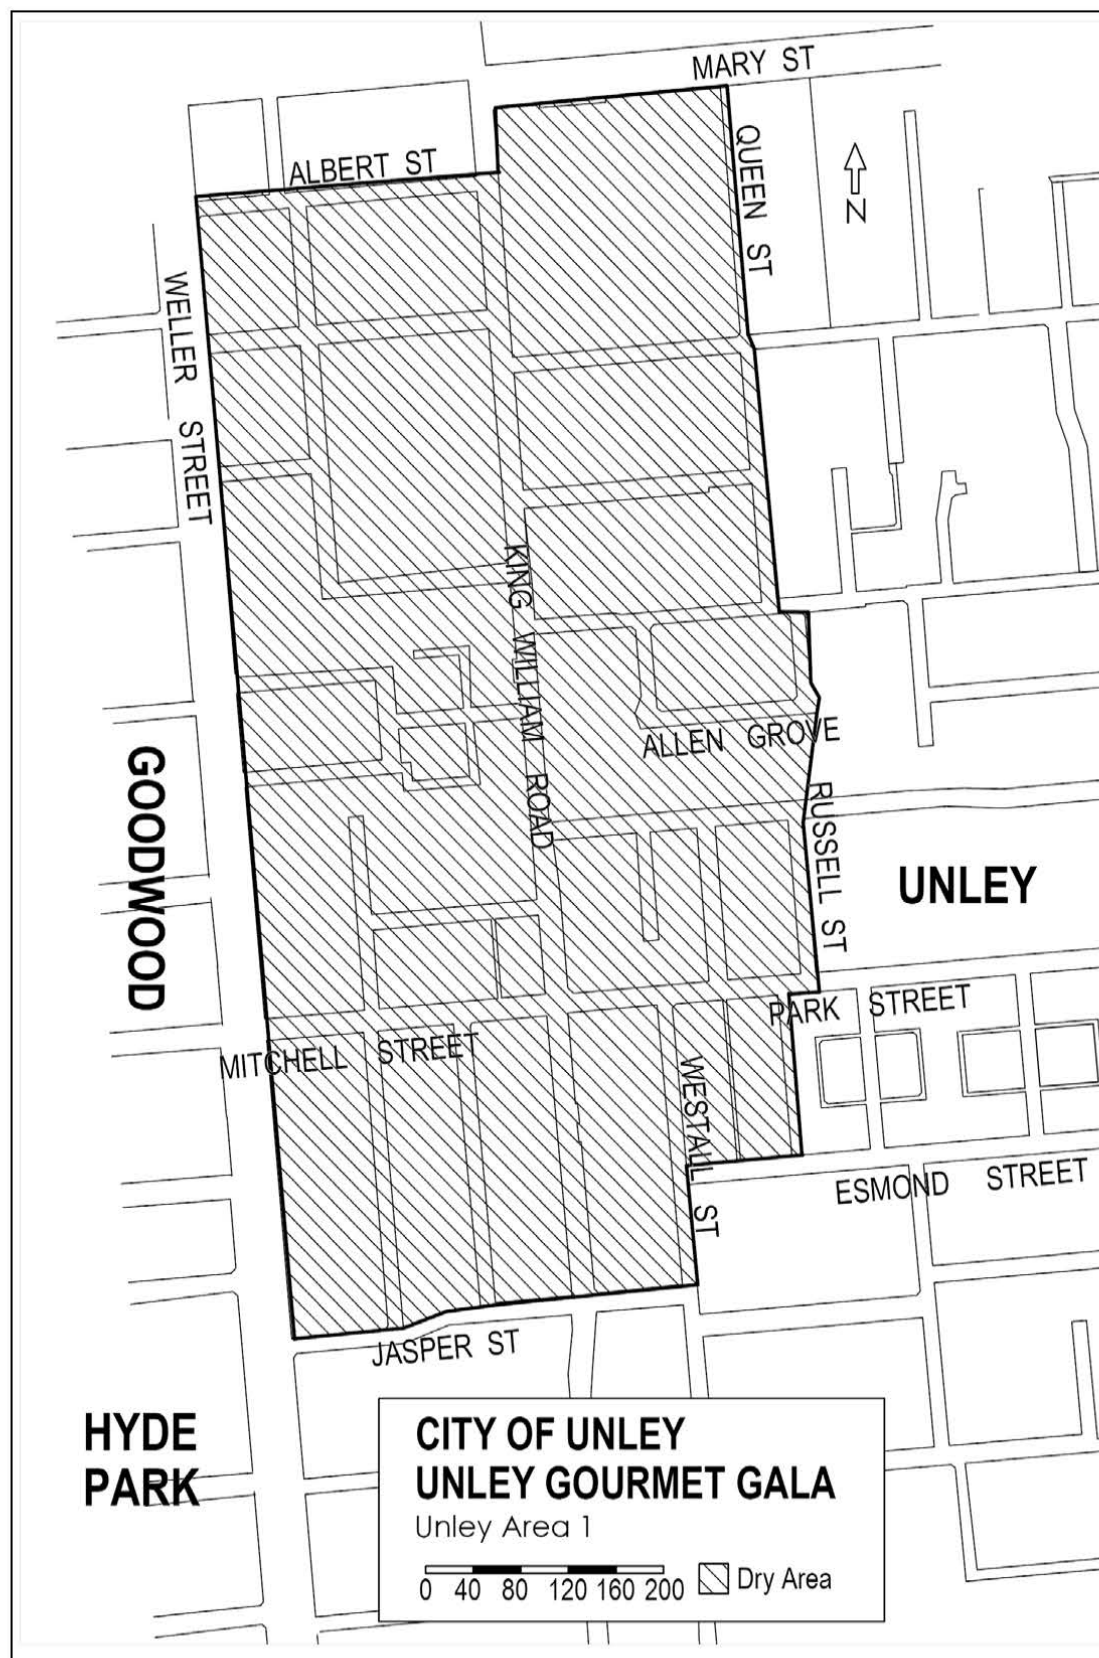 MARY ST
ALBERT ST
QUEEN ST
N
WELLER STREET
KING WILLIAM ROAD
ALLEN GROVE
GOODWOOD
RUSSELL ST
UNLEY
PARK STREET
MITCHELL STREET
WESTALL ST
ESMOND STREET
JASPER ST
HYDE
PARK
CITY OF UNLEY
UNLEY GOURMET GALA
Unley Area 1
0 40 80 120 160 200
Dry Area